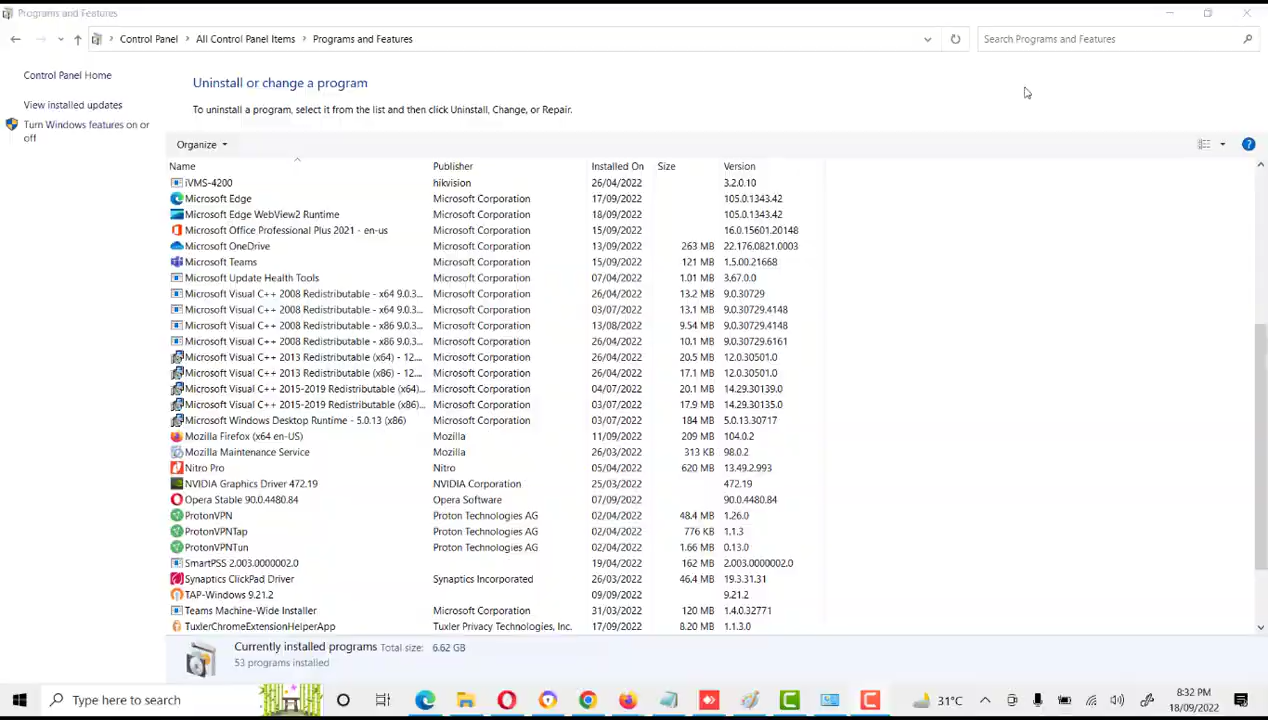 Programs and Features
Control Panel > All Control Panel Items > Programs and Features
Search Programs and Features
Control Panel Home
View installed updates
Turn Windows features on or
off
Uninstall or change a program
To uninstall a program, select it from the list and then click Uninstall, Change, or Repair.
Organize
Name Publisher Installed On Size Version
iVMS-4200 hikvision 26/04/2022 3.2.0.10
Microsoft Edge Microsoft Corporation 17/09/2022 105.0.1343.42
Microsoft Edge WebView2 Runtime Microsoft Corporation 18/09/2022 105.0.1343.42
Microsoft Office Professional Plus 2021 - en-us Microsoft Corporation 15/09/2022 16.0.15601.20148
Microsoft OneDrive Microsoft Corporation 13/09/2022 263 MB 22.176.0821.0003
Microsoft Teams Microsoft Corporation 15/09/2022 121 MB 1.5.00.21668
Microsoft Update Health Tools Microsoft Corporation 07/04/2022 1.01 MB 3.67.0.0
Microsoft Visual C++ 2008 Redistributable - x64 9.0.3... Microsoft Corporation 26/04/2022 13.2 MB 9.0.30729
Microsoft Visual C++ 2008 Redistributable - x64 9.0.3... Microsoft Corporation 03/07/2022 13.1 MB 9.0.30729.4148
Microsoft Visual C++ 2008 Redistributable - x86 9.0.3... Microsoft Corporation 13/08/2022 9.54 MB 9.0.30729.4148
Microsoft Visual C++ 2008 Redistributable - x86 9.0.3... Microsoft Corporation 26/04/2022 10.1 MB 9.0.30729.6161
Microsoft Visual C++ 2013 Redistributable (x64) - 12.... Microsoft Corporation 26/04/2022 20.5 MB 12.0.30501.0
Microsoft Visual C++ 2013 Redistributable (x86) - 12.... Microsoft Corporation 26/04/2022 17.1 MB 12.0.30501.0
Microsoft Visual C++ 2015-2019 Redistributable (x64)... Microsoft Corporation 04/07/2022 20.1 MB 14.29.30139.0
Microsoft Visual C++ 2015-2019 Redistributable (x86)... Microsoft Corporation 03/07/2022 17.9 MB 14.29.30135.0
Microsoft Windows Desktop Runtime - 5.0.13 (x86) Microsoft Corporation 03/07/2022 184 MB 5.0.13.30717
Mozilla Firefox (x64 en-US) Mozilla 11/09/2022 209 MB 104.0.2
Mozilla Maintenance Service Mozilla 26/03/2022 313 KB 98.0.2
Nitro Pro Nitro 05/04/2022 620 MB 13.49.2.993
NVIDIA Graphics Driver 472.19 NVIDIA Corporation 25/03/2022 472.19
Opera Stable 90.0.4480.84 Opera Software 07/09/2022 90.0.4480.84
ProtonVPN Proton Technologies AG 02/04/2022 48.4 MB 1.26.0
ProtonVPNTap Proton Technologies AG 02/04/2022 776 KB 1.1.3
ProtonVPNTun Proton Technologies AG 02/04/2022 1.66 MB 0.13.0
SmartPSS 2.003.0000002.0 19/04/2022 162 MB 2.003.0000002.0
Synaptics ClickPad Driver Synaptics Incorporated 26/03/2022 46.4 MB 19.3.31.31
TAP-Windows 9.21.2 09/09/2022 9.21.2
Teams Machine-Wide Installer Microsoft Corporation 31/03/2022 120 MB 1.4.0.32771
TuxlerChromeExtensionHelperApp Tuxler Privacy Technologies, Inc. 17/09/2022 8.20 MB 1.1.3.0
Currently installed programs Total size: 6.62 GB
53 programs installed
Type here to search
31°C
8:32 PM
18/09/2022